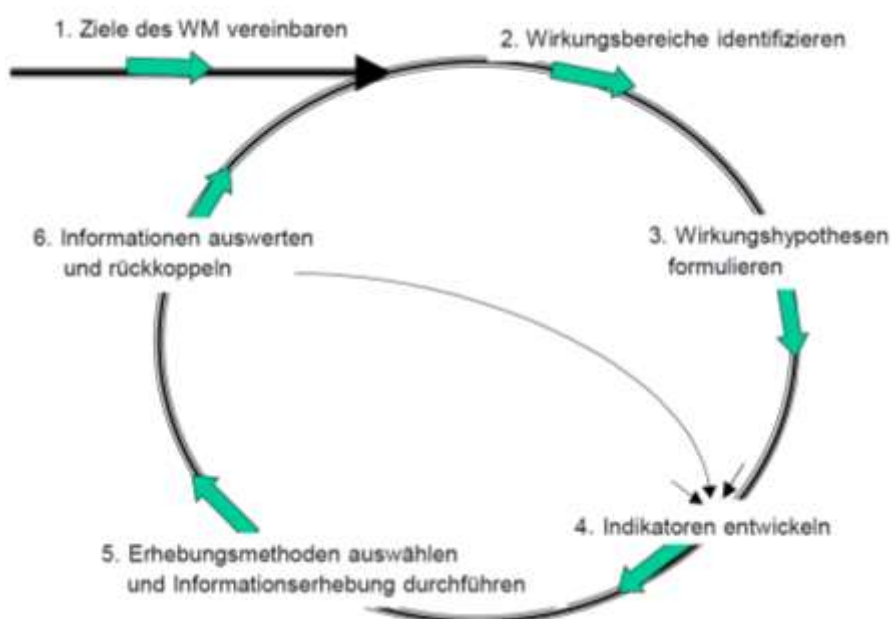 1. Ziele des WM vereinbaren
2. Wirkungsbereiche identifizieren
3. Wirkungshypothesen
formulieren
4. Indikatoren entwickeln
5. Erhebungsmethoden auswählen
und Informationserhebung durchführen
6. Informationen auswerten
und rückkoppeln